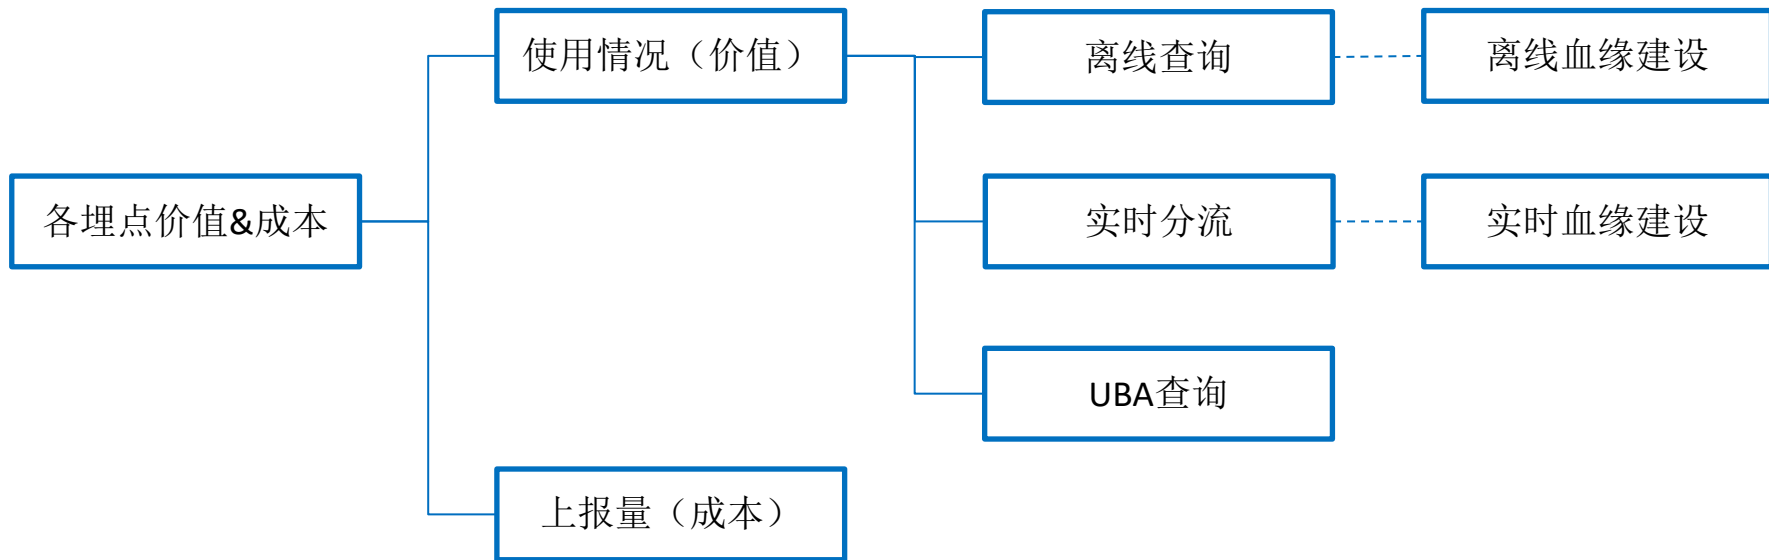 使用情况（价值）
离线查询
离线血缘建设
各埋点价值&成本
实时分流
实时血缘建设
UBA查询
上报量（成本）